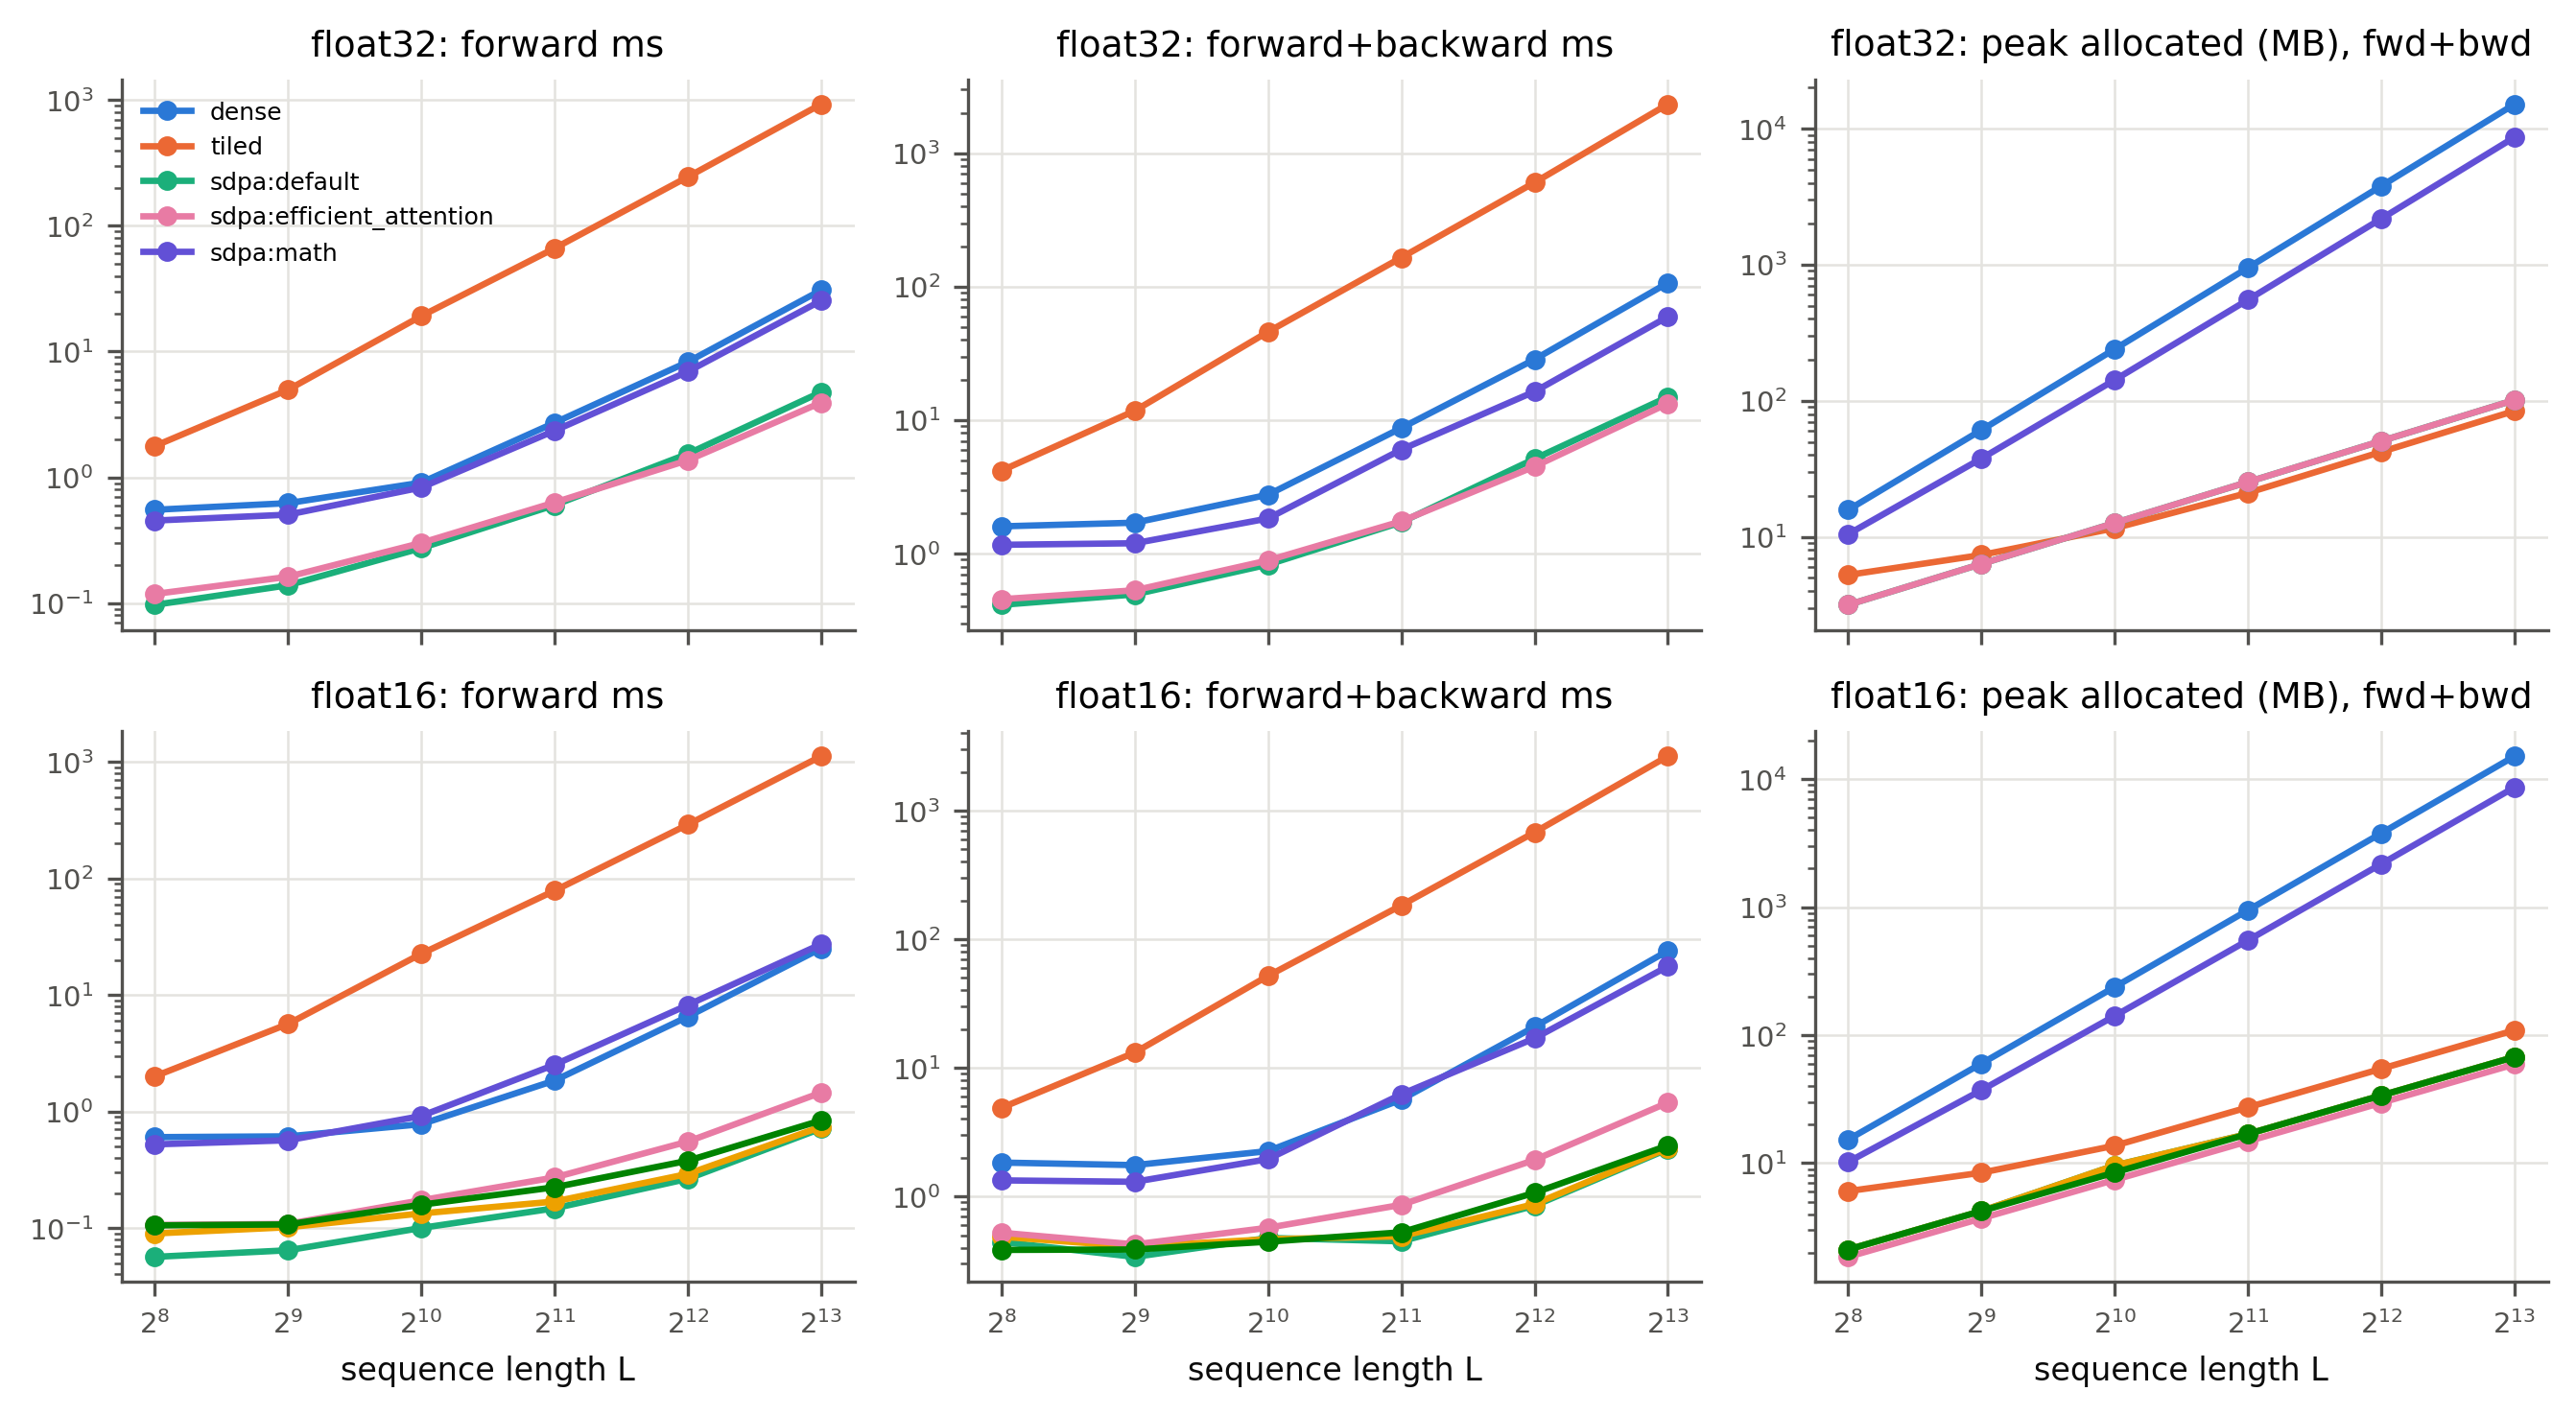 float32: forward ms
float32: forward+backward ms
float32: peak allocated (MB), fwd+bwd
10³
10²
10¹
10⁰
10⁻¹
dense
tiled
sdpa:default
sdpa:efficient_attention
sdpa:math
10³
10²
10¹
10⁰
10⁴
10³
10²
10¹
float16: forward ms
float16: forward+backward ms
float16: peak allocated (MB), fwd+bwd
10³
10²
10¹
10⁰
10⁻¹
10³
10²
10¹
10⁰
10⁴
10³
10²
10¹
2⁸ 2⁹ 2¹⁰ 2¹¹ 2¹² 2¹³
2⁸ 2⁹ 2¹⁰ 2¹¹ 2¹² 2¹³
2⁸ 2⁹ 2¹⁰ 2¹¹ 2¹² 2¹³
sequence length L
sequence length L
sequence length L